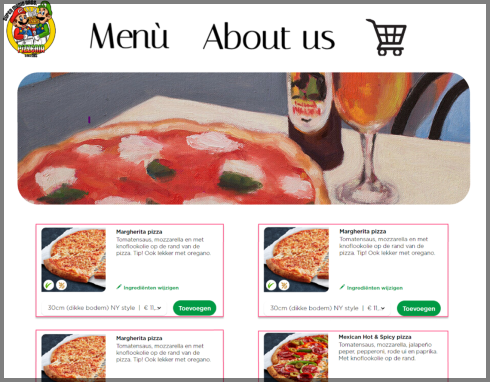 Menù
About us
Margherita pizza
Tomatensaus, mozzarella en met
knoflookolie op de rand van de
pizza. Tip! Ook lekker met oregano.
Ingrediënten wijzigen
30cm (dikke bodem) NY style | € 11,..
Toevoegen
Margherita pizza
Tomatensaus, mozzarella en met
knoflookolie op de rand van de
pizza. Tip! Ook lekker met oregano.
Ingrediënten wijzigen
30cm (dikke bodem) NY style | € 11,..
Toevoegen
Margherita pizza
Tomatensaus, mozzarella en met
knoflookolie op de rand van de
pizza. Tip! Ook lekker met oregano.
Mexican Hot & Spicy pizza
Tomatensaus, mozzarella, jalapeño
peper, pepperoni, rode ui en paprika.
Met knoflookolie op de rand.